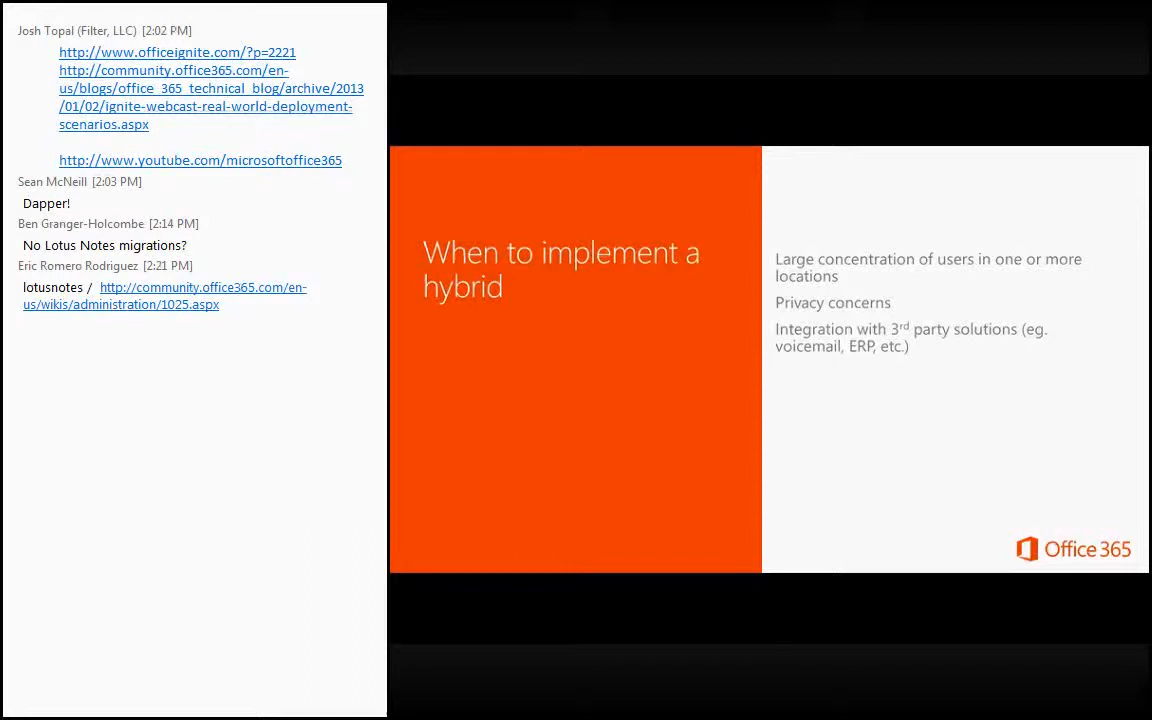 Josh Topal (Filter, LLC) [2:02 PM]
http://www.officeignite.com/?p=2221
http://community.office365.com/en-
us/blogs/office_365_technical_blog/archive/2013
/01/02/ignite-webcast-real-world-deployment-
scenarios.aspx
http://www.youtube.com/microsoftoffice365
Sean McNeill [2:03 PM]
Dapper!
Ben Granger-Holcombe [2:14 PM]
No Lotus Notes migrations?
Eric Romero Rodriguez [2:21 PM]
lotusnotes / http://community.office365.com/en-
us/wikis/administration/1025.aspx
When to implement a
hybrid
Large concentration of users in one or more
locations
Privacy concerns
Integration with 3rd party solutions (eg.
voicemail, ERP, etc.)
Office 365